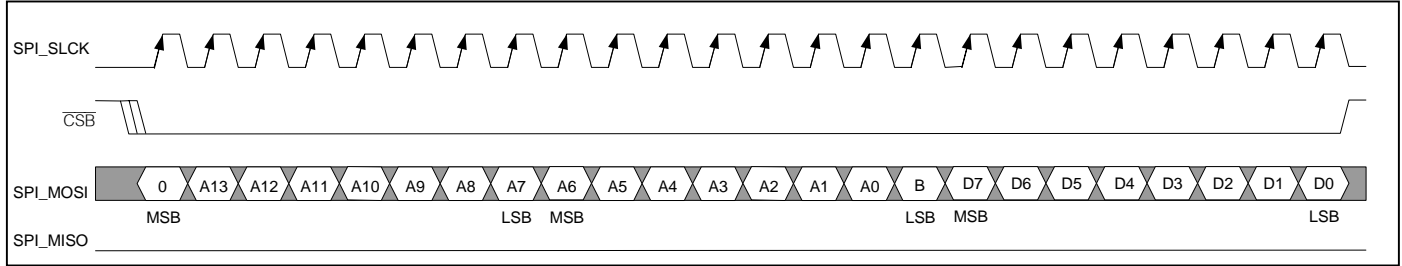 SPI_SLCK
CSB
SPI_MOSI 0 A13 A12 A11 A10 A9 A8 A7 A6 A5 A4 A3 A2 A1 A0 B D7 D6 D5 D4 D3 D2 D1 D0
MSB LSB MSB LSB MSB LSB
SPI_MISO